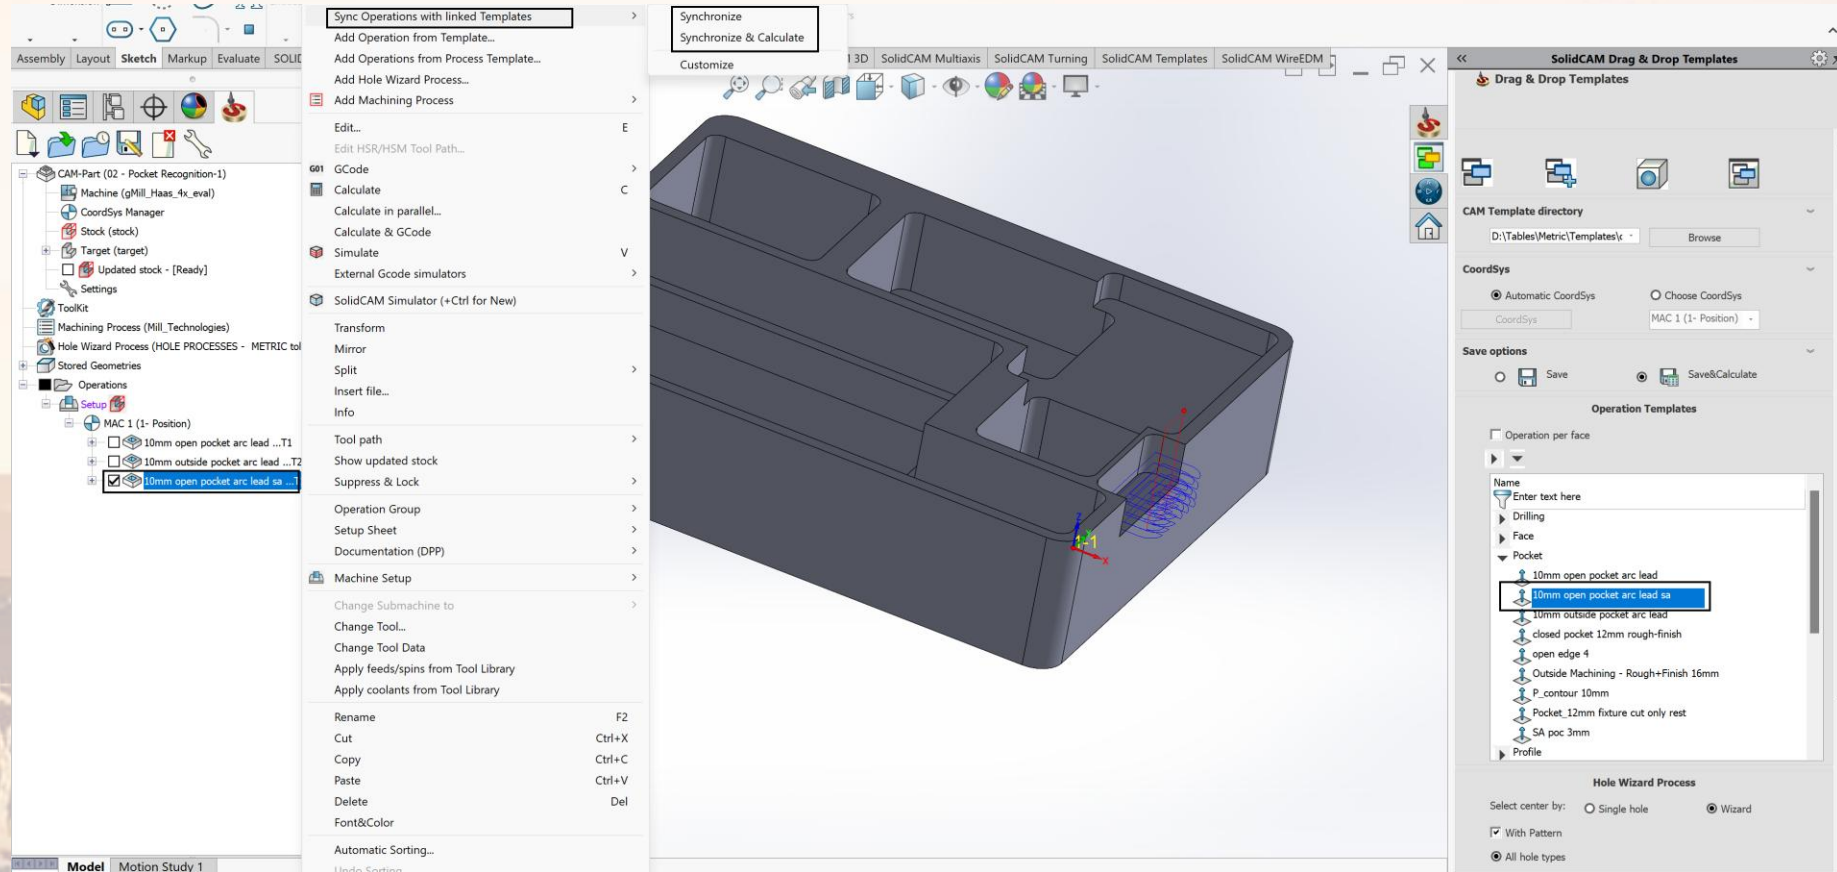 Assembly Layout Sketch Markup Evaluate
CAM-Part (02 - Pocket Recognition-1)
Machine (gMill_Haas_4x_eval)
CoordSys Manager
Stock (stock)
Target (target)
Updated stock - [Ready]
Settings
ToolKit
Machining Process (Mill_Technologies)
Hole Wizard Process (HOLE PROCESSES - METRIC
Stored Geometries
Operations
Setup
MAC 1 (1- Position)
10mm open pocket arc lead ...T1
10mm outside pocket arc lead ...T2
10mm open pocket arc lead sa ...T
Model Motion Study 1
Sync Operations with linked Templates
Add Operation from Template...
Add Operations from Process Template...
Add Hole Wizard Process...
Add Machining Process
Edit... E
Edit HSR/HSM Tool Path...
G01 GCode
Calculate C
Calculate in parallel...
Calculate & GCode
Simulate V
External Gcode simulators
SolidCAM Simulator (+Ctrl for New)
Transform
Mirror
Split
Insert file...
Info
Tool path
Show updated stock
Suppress & Lock
Operation Group
Setup Sheet
Documentation (DPP)
Machine Setup
Change Submachine to
Change Tool...
Change Tool Data
Apply feeds/spins from Tool Library
Apply coolants from Tool Library
Rename F2
Cut Ctrl+X
Copy Ctrl+C
Paste Ctrl+V
Delete Del
Font&Color
Automatic Sorting...
Undo Sorting
Synchronize
Synchronize & Calculate
Customize
3D SolidCAM Multiaxis SolidCAM Turning SolidCAM Templates SolidCAM WireEDM
Z
X
SolidCAM Drag & Drop Templates
Drag & Drop Templates
CAM Template directory
D:\Tables\Metric\Templates\ Browse
CoordSys
Automatic CoordSys Choose CoordSys
CoordSys MAC 1 (1- Position)
Save options
Save Save&Calculate
Operation Templates
Operation per face
Name
Enter text here
Drilling
Face
Pocket
10mm open pocket arc lead
10mm open pocket arc lead sa
10mm outside pocket arc lead
closed pocket 12mm rough-finish
open edge 4
Outside Machining - Rough+Finish 16mm
P_contour 10mm
Pocket_12mm fixture cut only rest
SA poc 3mm
Profile
Hole Wizard Process
Select center by: Single hole Wizard
With Pattern
All hole types